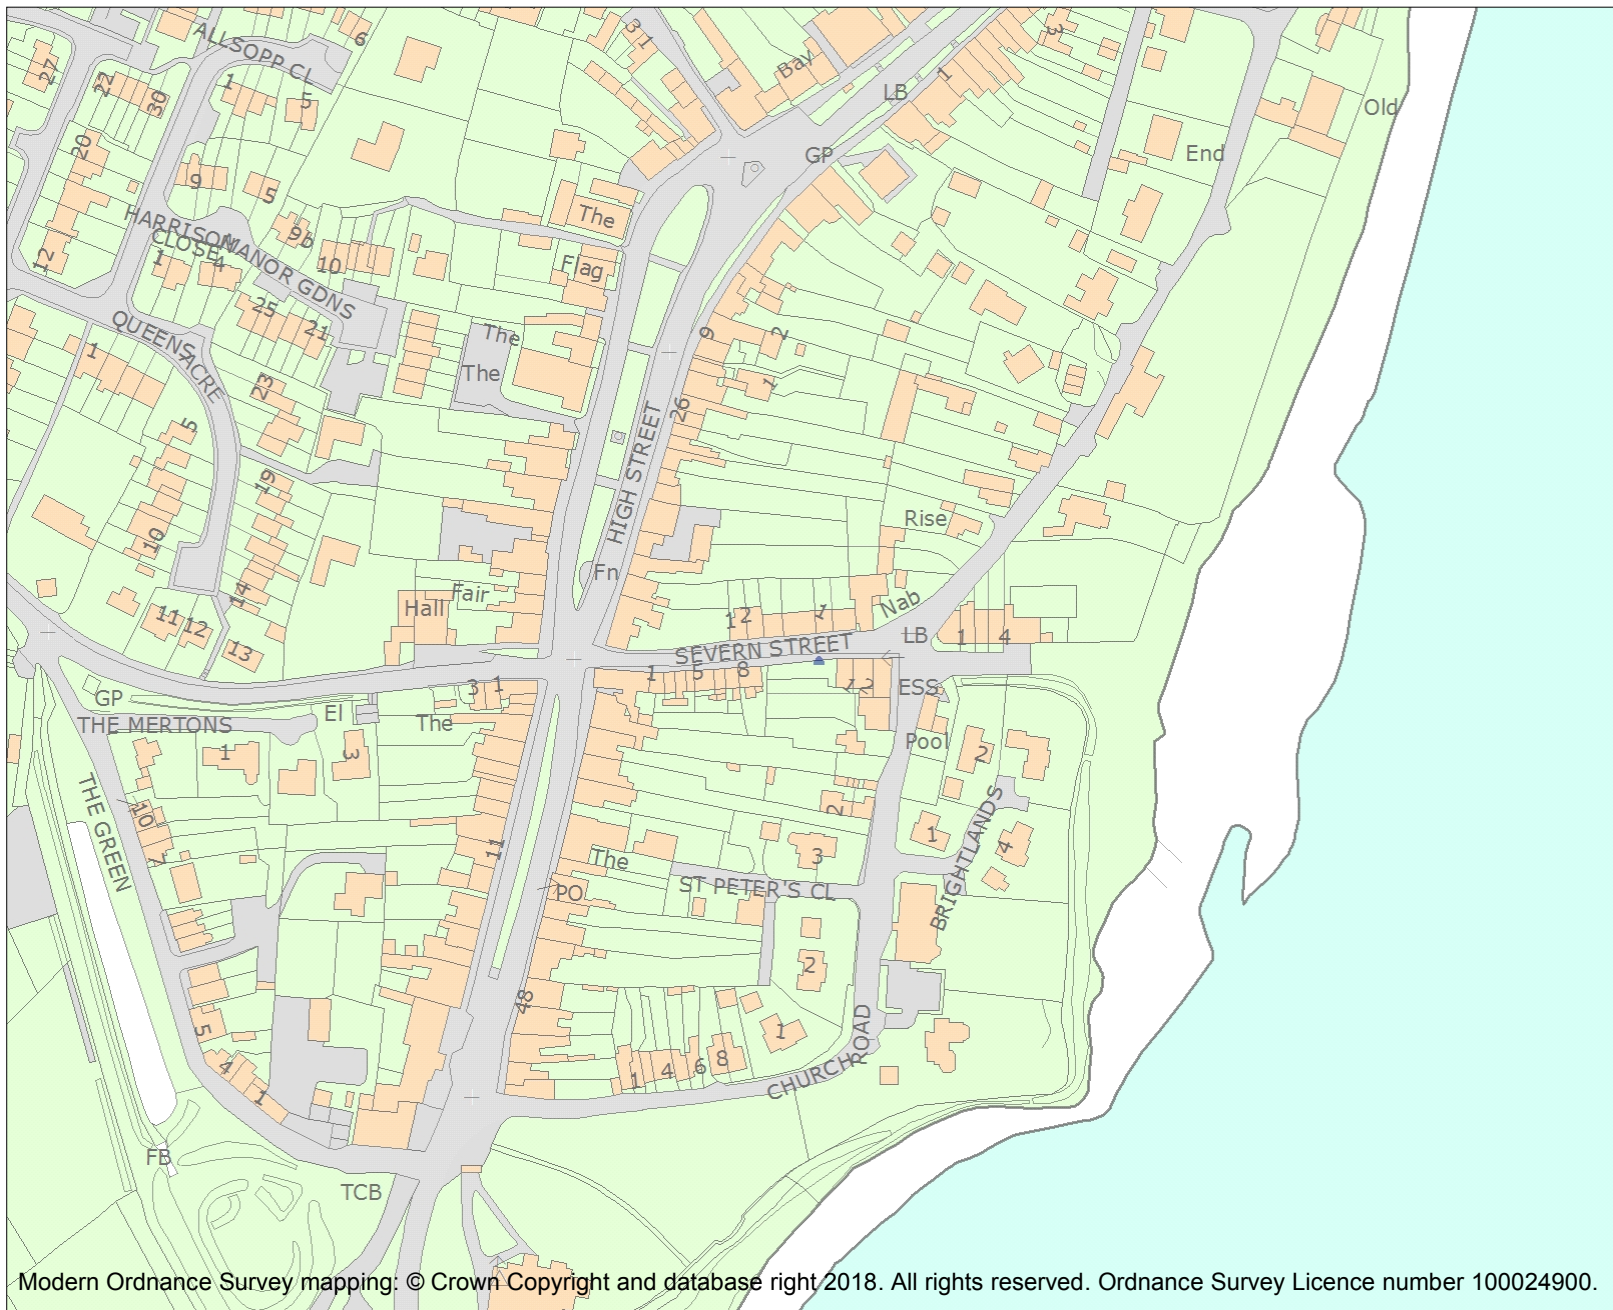 ALLSOPP CL
6
31
Bay
3
27
22
30
1
5
LB
1
Old
20
GP
End
9
5
The
HARRISON
CLOSE
MANOR GDNS
9b
12
1
4
10
Flag
25
21
QUEENS
ACRE
The
The
9
2
1
1
23
26
HIGH STREET
5
19
10
Rise
14
Fn
Fair
Hall
Nab
11
12
13
12
1
LB
1
4
SEVERN STREET
3
1
1
5
8
12
ESS
GP
El
The
THE MERTONS
1
3
Pool
2
THE GREEN
10
7
11
2
1
BRIGHTLANDS
4
The
3
PO
ST PETER'S CL
2
48
5
1
CHURCH
ROAD
4
1
1
4
6
8
FB
TCB
Modern Ordnance Survey mapping: © Crown Copyright and database right 2018. All rights reserved. Ordnance Survey Licence number 100024900.